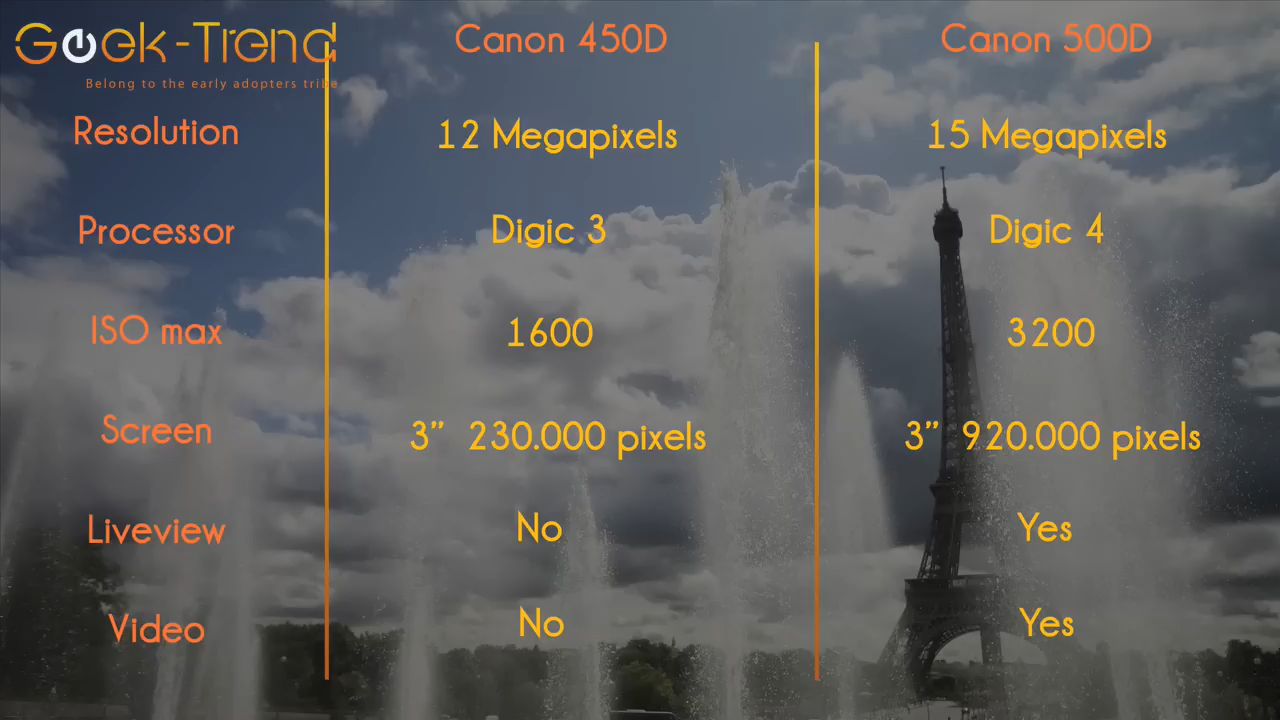 Geek-Trend
Belong to the early adopters tribe
Canon 450D Canon 500D
Resolution 12 Megapixels 15 Megapixels
Processor Digic 3 Digic 4
ISO max 1600 3200
Screen 3” 230.000 pixels 3” 920.000 pixels
Liveview No Yes
Video No Yes